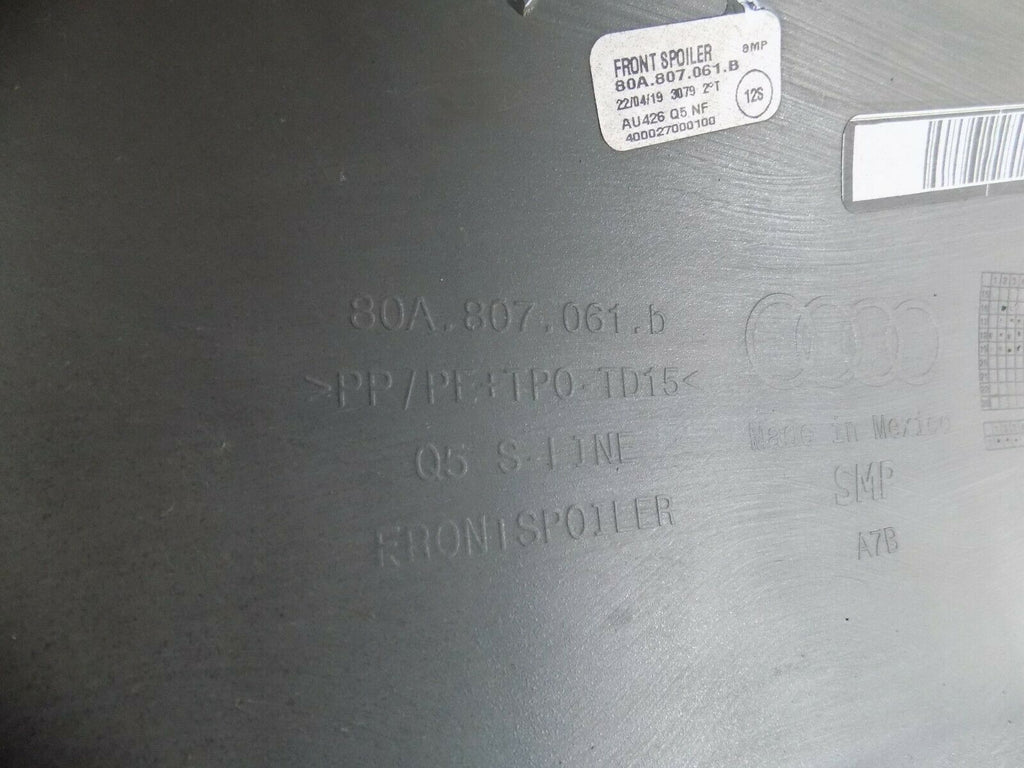 FRONT SPOILER SMP
80A.807.061.B
22/04/19 3079 2°T
12S
AU426 Q5 NF
400027000100
80A.807.061.b
>PP/PE+TPO-TD15<
Q5 S-LINE
FRONTSPOILER
Made in Mexico
SMP
A7B